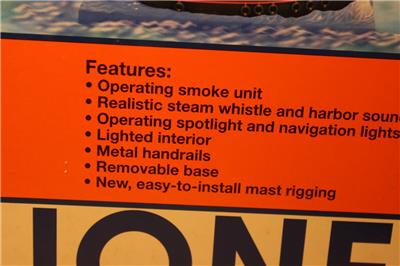 Features:
• Operating smoke unit
• Realistic steam whistle and harbor soun
• Operating spotlight and navigation lights
• Lighted interior
• Metal handrails
• Removable base
• New, easy-to-install mast rigging
IONE